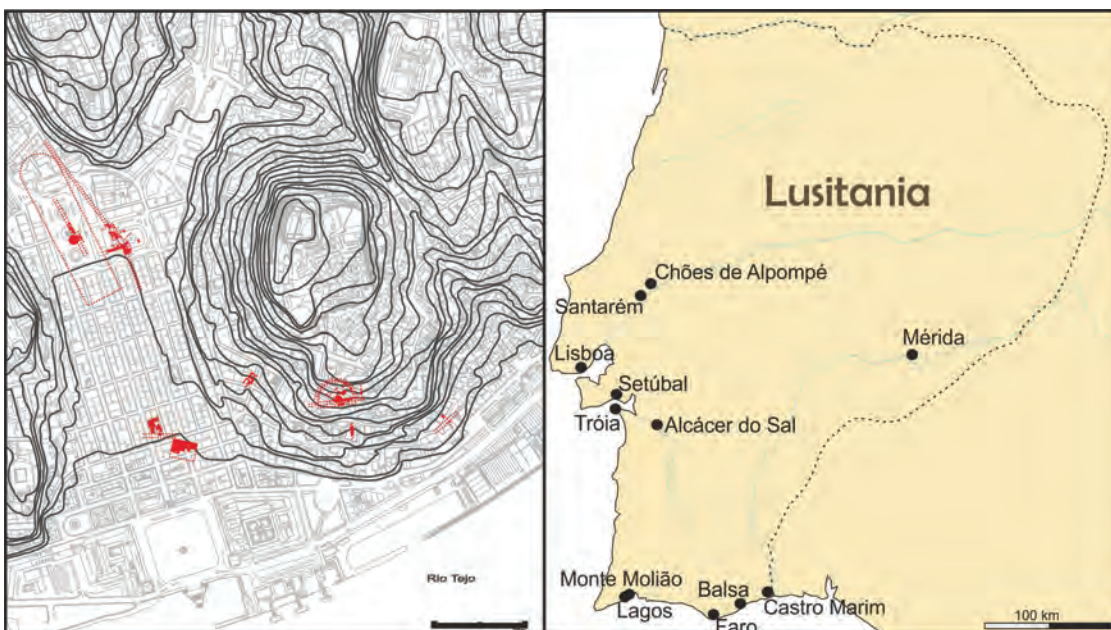 Rio Tejo
Lusitania
Chões de Alpompé
Santarém
Mérida
Lisboa
Setúbal
Tróia
Alcácer do Sal
Monte Molião
Lagos
Balsa
Castro Marim
Faro
100 km